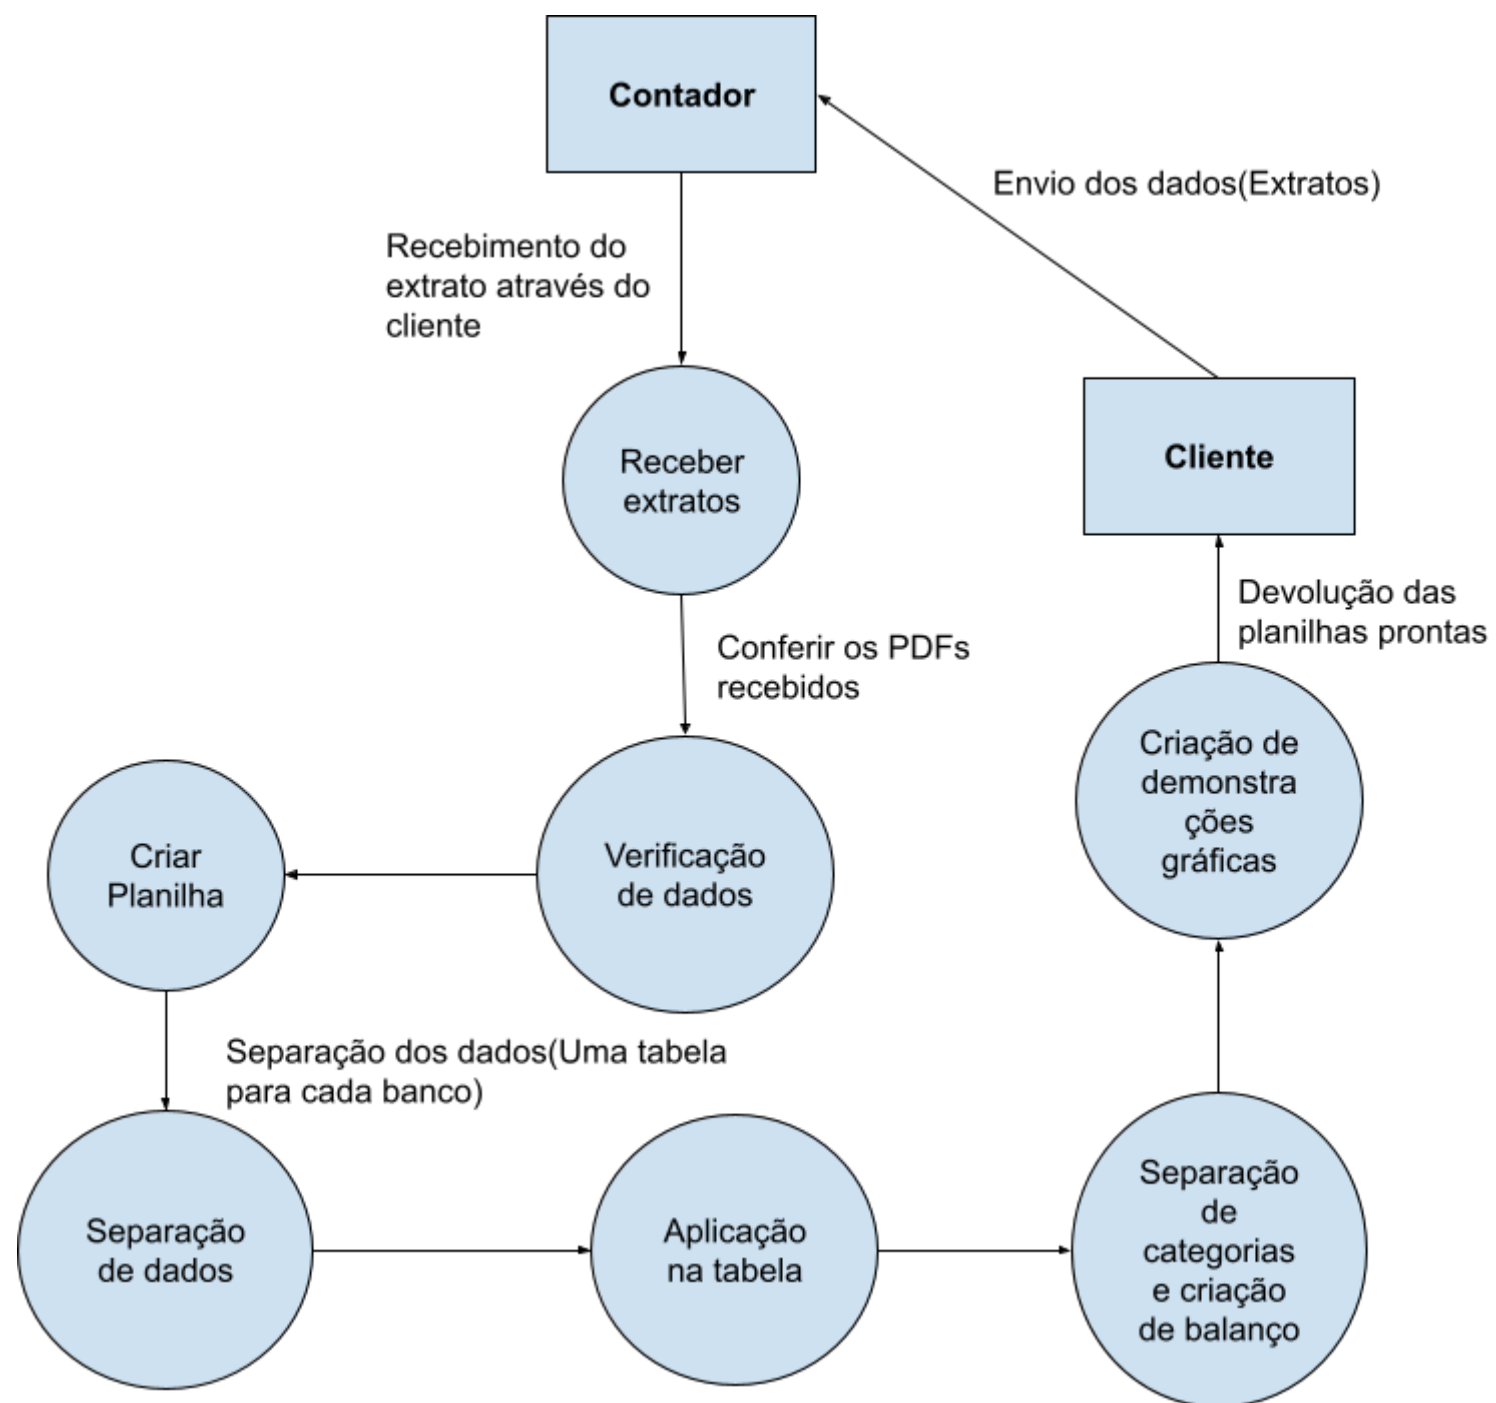 Contador
Envio dos dados(Extratos)
Recebimento do
extrato através do
cliente
Receber
extratos
Cliente
Devolução das
planilhas prontas
Conferir os PDFs
recebidos
Criação de
demonstra
ções
gráficas
Verificação
de dados
Criar
Planilha
Separação dos dados(Uma tabela
para cada banco)
Separação
de dados
Aplicação
na tabela
Separação
de
categorias
e criação
de balanço